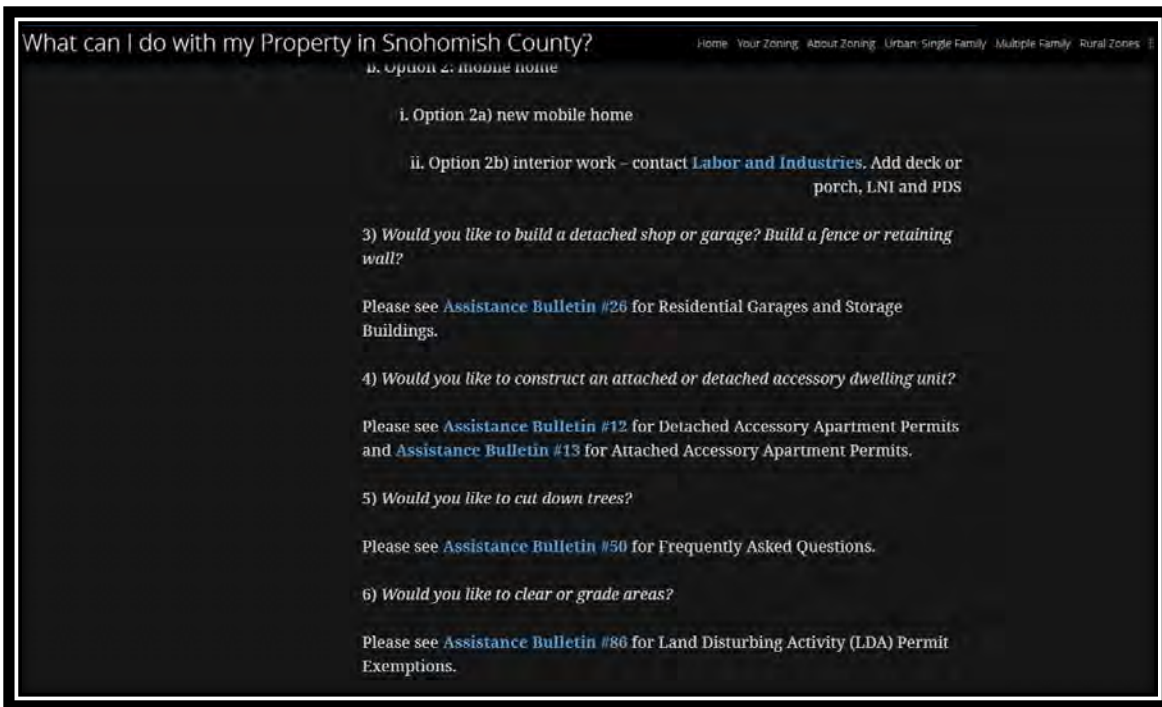 What can I do with my Property in Snohomish County?
Home Your Zoning About Zoning Urban: Single Family Multiple Family Rural Zones
b. Option 2: mobile home
i. Option 2a) new mobile home
ii. Option 2b) interior work – contact Labor and Industries. Add deck or
porch, LNI and PDS
3) Would you like to build a detached shop or garage? Build a fence or retaining
wall?
Please see Assistance Bulletin #26 for Residential Garages and Storage
Buildings.
4) Would you like to construct an attached or detached accessory dwelling unit?
Please see Assistance Bulletin #12 for Detached Accessory Apartment Permits
and Assistance Bulletin #13 for Attached Accessory Apartment Permits.
5) Would you like to cut down trees?
Please see Assistance Bulletin #50 for Frequently Asked Questions.
6) Would you like to clear or grade areas?
Please see Assistance Bulletin #86 for Land Disturbing Activity (LDA) Permit
Exemptions.